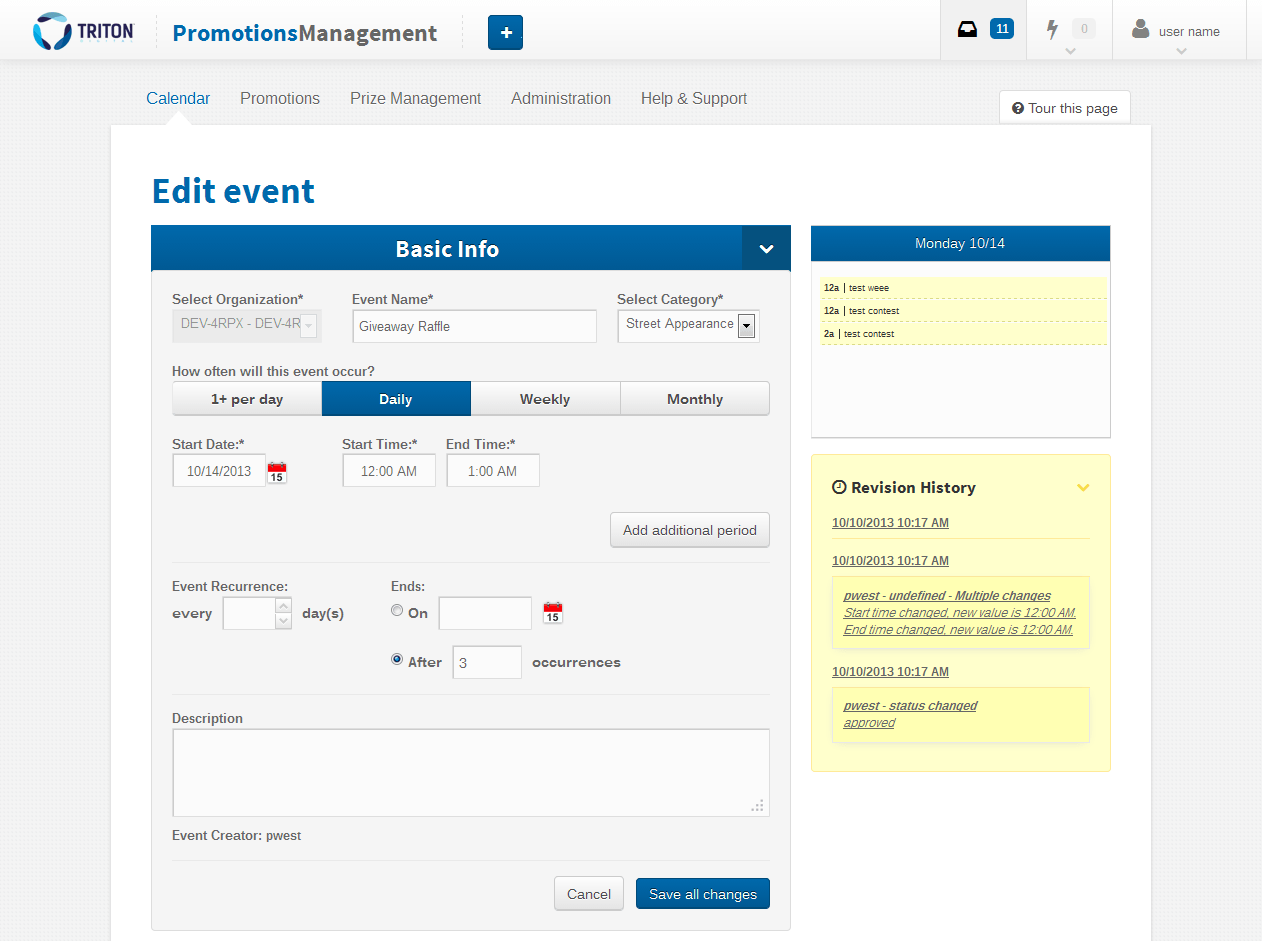 TRITON
PromotionsManagement
+
11
0
user name
Calendar
Promotions
Prize Management
Administration
Help & Support
Tour this page
Edit event
Basic Info
Select Organization*
Event Name*
Select Category*
DEV-4RPX - DEV-4R
Giveaway Raffle
Street Appearance
How often will this event occur?
1+ per day
Daily
Weekly
Monthly
Start Date:*
Start Time:*
End Time:*
10/14/2013
15
12:00 AM
1:00 AM
Add additional period
Event Recurrence:
Ends:
every
day(s)
On
15
After
3
occurrences
Description
Event Creator: pwest
Cancel
Save all changes
Monday 10/14
12a | test weee
12a | test contest
2a | test contest
Revision History
10/10/2013 10:17 AM
10/10/2013 10:17 AM
pwest - undefined - Multiple changes
Start time changed, new value is 12:00 AM.
End time changed, new value is 12:00 AM.
10/10/2013 10:17 AM
pwest - status changed
approved